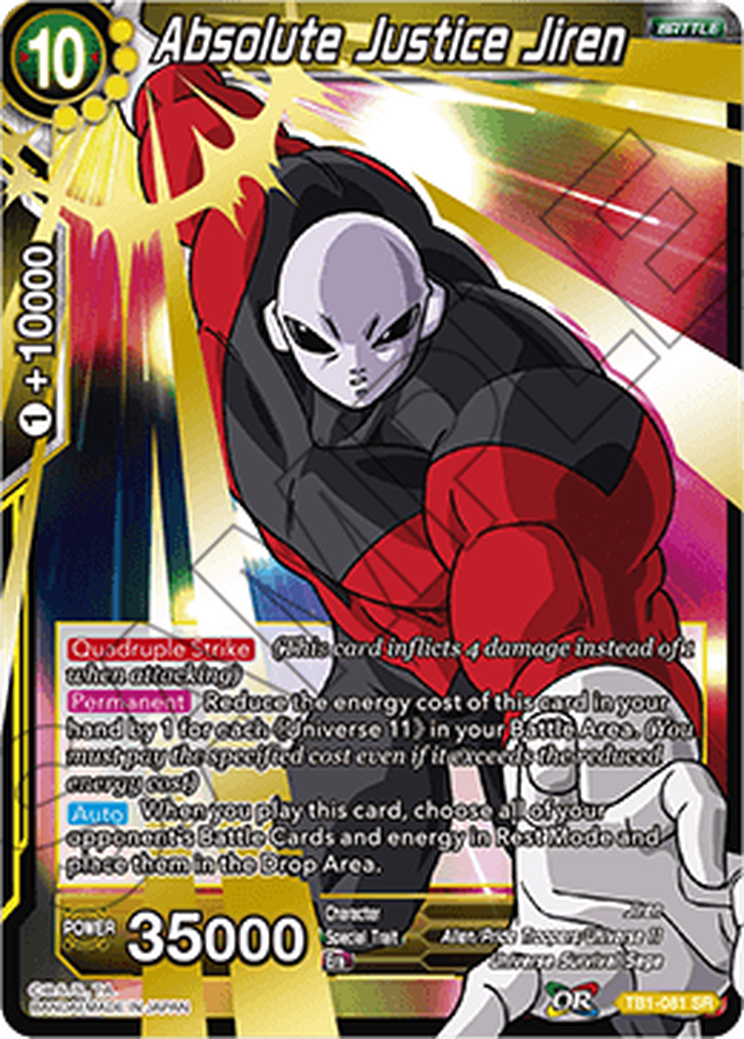 10
Absolute Justice Jiren
BATTLE
1 +10000
SAMPLE
Quadruple Strike (This card inflicts 4 damage instead of 1
when attacking)
Permanent Reduce the energy cost of this card in your
hand by 1 for each 《Universe 11》 in your Battle Area. (You
must pay the specified cost even if it exceeds the reduced
energy cost)
Auto When you play this card, choose all of your
opponent's Battle Cards and energy in Rest Mode and
place them in the Drop Area.
POWER 35000
Character Jiren
Special Trait Alien/Pride Troopers/Universe 11
Era Universe Survival Saga
BANDAI MADE IN JAPAN
TB1-081 SR